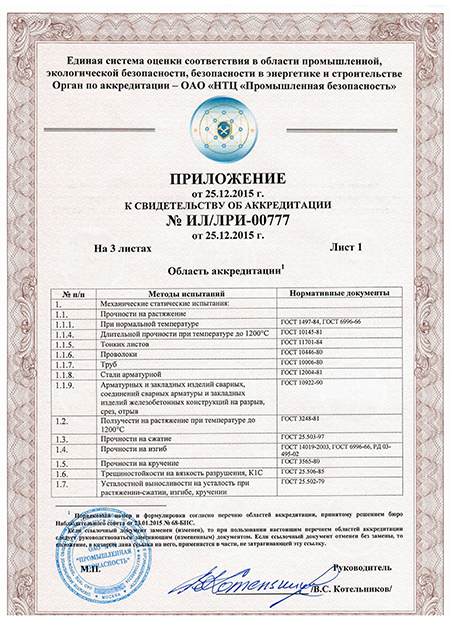 Единая система оценки соответствия в области промышленной,
экологической безопасности, безопасности в энергетике и строительстве
Орган по аккредитации – ОАО «НТЦ «Промышленная безопасность»
ПРИЛОЖЕНИЕ
от 25.12.2015 г.
К СВИДЕТЕЛЬСТВУ ОБ АККРЕДИТАЦИИ
№ ИЛ/ЛРИ-00777
от 25.12.2015 г.
На 3 листах Лист 1
Область аккредитации¹
№ п/п Методы испытаний Нормативные документы
1. Механические статические испытания:
1.1. Прочности на растяжение
1.1.1. При нормальной температуре ГОСТ 1497-84, ГОСТ 6996-66
1.1.4. Длительной прочности при температуре до 1200°С ГОСТ 10145-81
1.1.5. Тонких листов ГОСТ 11701-84
1.1.6. Проволоки ГОСТ 10446-80
1.1.7. Труб ГОСТ 10006-80
1.1.8. Стали арматурной ГОСТ 12004-81
1.1.9. Арматурных и закладных изделий сварных, ГОСТ 10922-90
соединений сварных арматуры и закладных
изделий железобетонных конструкций на разрыв,
срез, отрыв
1.2. Ползучести на растяжение при температуре до ГОСТ 3248-81
1200°С
1.3. Прочности на сжатие ГОСТ 25.503-97
1.4. Прочности на изгиб ГОСТ 14019-2003, ГОСТ 6996-66, РД 03-
495-02
1.5. Прочности на кручение ГОСТ 3565-80
1.6. Трещиностойкости на вязкость разрушения, К1С ГОСТ 25.506-85
1.7. Усталостной выносливости на усталость при ГОСТ 25.502-79
растяжении-сжатии, изгибе, кручении
¹ Порядковый номер и формулировка согласно перечню областей аккредитации, принятому решением бюро
Наблюдательного совета от 23.01.2015 № 68-БНС.
Если ссылочный документ заменен (изменен), то при пользовании настоящим перечнем областей аккредитации
следует руководствоваться заменяющим (измененным) документом. Если ссылочный документ отменен без замены, то
положение, в котором дана ссылка на него, применяется в части, не затрагивающей эту ссылку.
"ПРОМЫШЛЕННАЯ
БЕЗОПАСНОСТЬ"
МОСКВА
М.П. Руководитель
/В.С. Котельников/